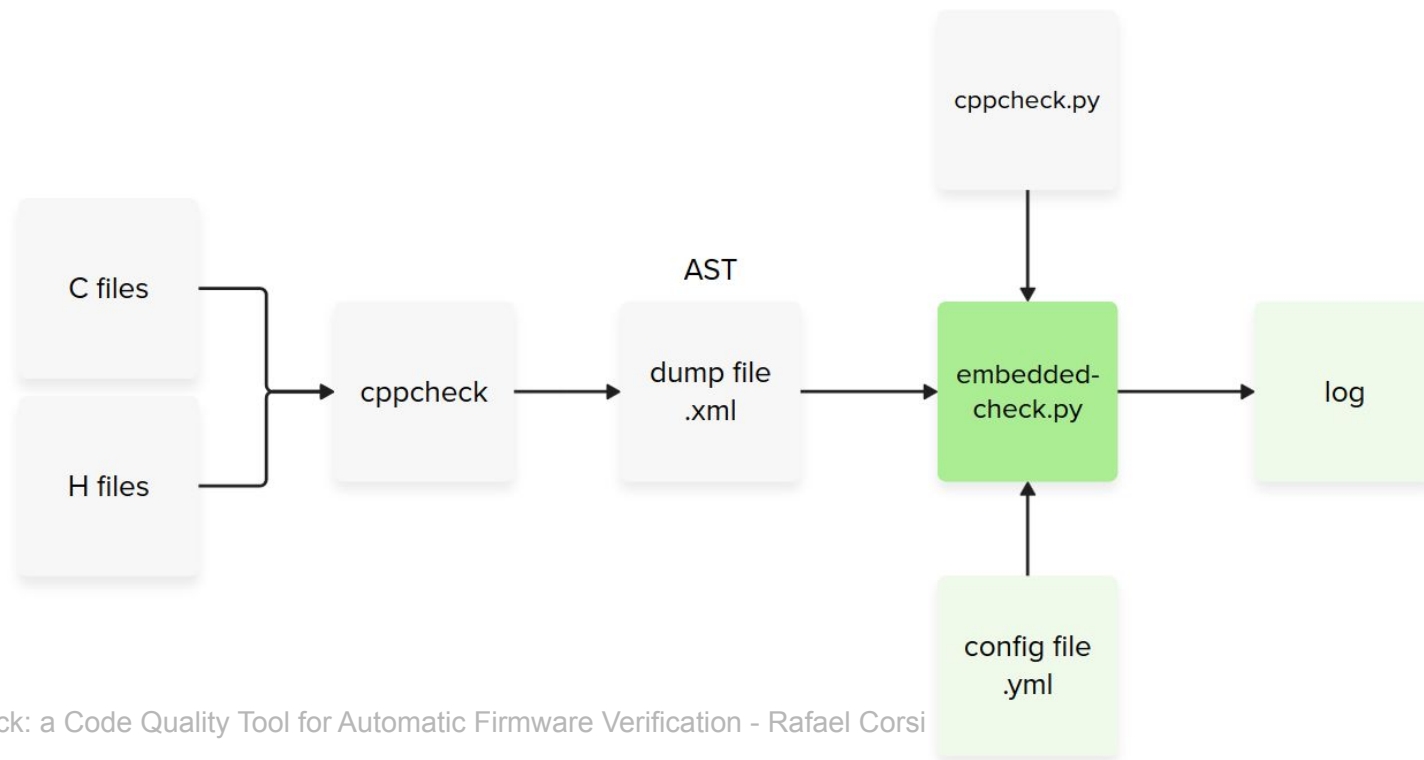 cppcheck.py
C files
AST
cppcheck
dump file
.xml
embedded-
check.py
log
H files
config file
.yml
ck: a Code Quality Tool for Automatic Firmware Verification - Rafael Corsi